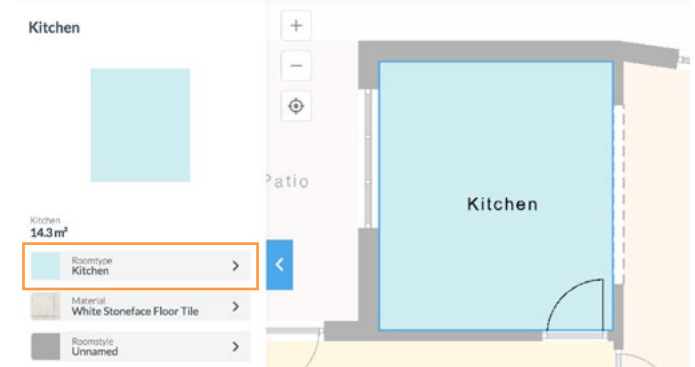 Kitchen
Kitchen
14.3 m²
Roomtype
Kitchen
Material
White Stoneface Floor Tile
Roomstyle
Unnamed
Patio
Kitchen